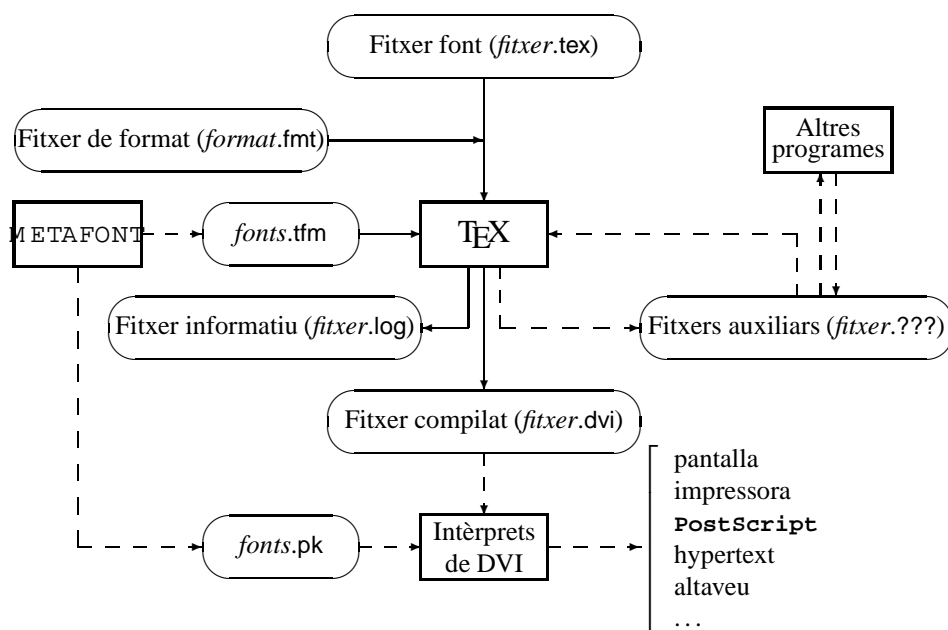 Fitxer font (fitxer.tex)
Fitxer de format (format.fmt)
Altres
programes
METAFONT
fonts.tfm
TEX
Fitxer informatiu (fitxer.log)
Fitxers auxiliars (fitxer.???)
Fitxer compilat (fitxer.dvi)
pantalla
impressora
PostScript
hypertext
altaveu
...
fonts.pk
Intèrprets
de DVI